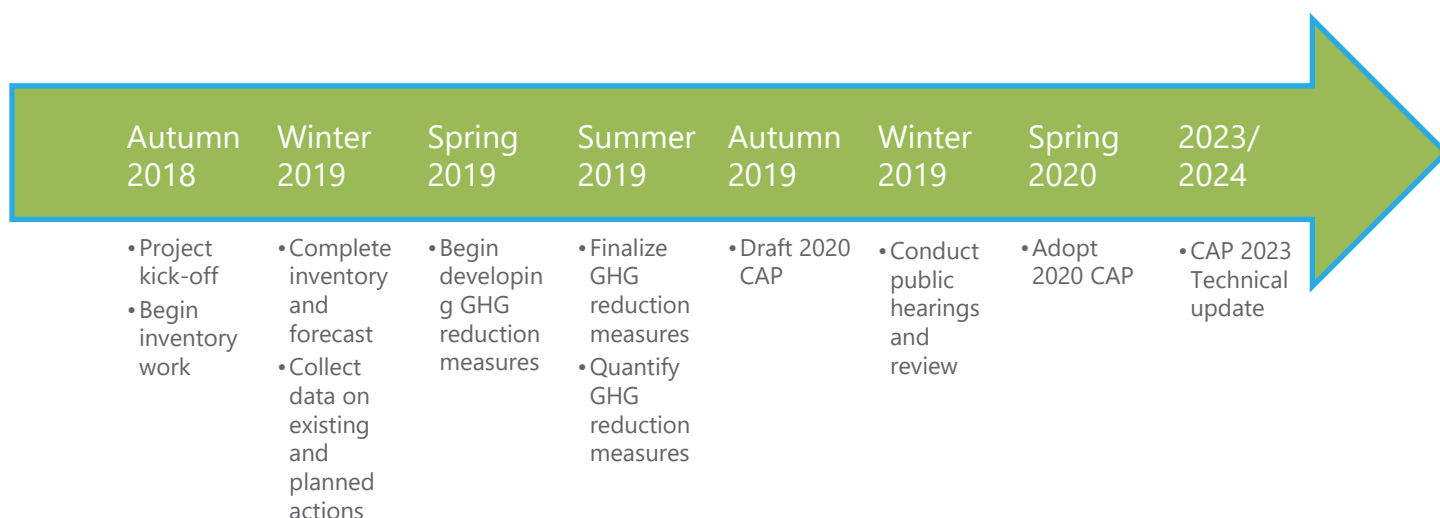 Autumn
2018
Winter
2019
Spring
2019
Summer
2019
Autumn
2019
Winter
2019
Spring
2020
2023/
2024
•Project
kick-off
•Begin
inventory
work
•Complete
inventory
and
forecast
•Collect
data on
existing
and
planned
actions
•Begin
developin
g GHG
reduction
measures
•Finalize
GHG
reduction
measures
•Quantify
GHG
reduction
measures
•Draft 2020
CAP
•Conduct
public
hearings
and
review
•Adopt
2020 CAP
•CAP 2023
Technical
update